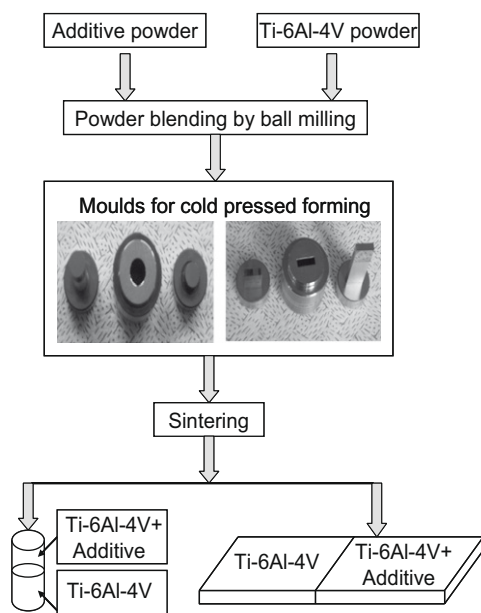 Additive powder
Ti-6Al-4V powder
Powder blending by ball milling
Moulds for cold pressed forming
Sintering
Ti-6Al-4V+
Additive
Ti-6Al-4V
Ti-6Al-4V
Ti-6Al-4V+
Additive